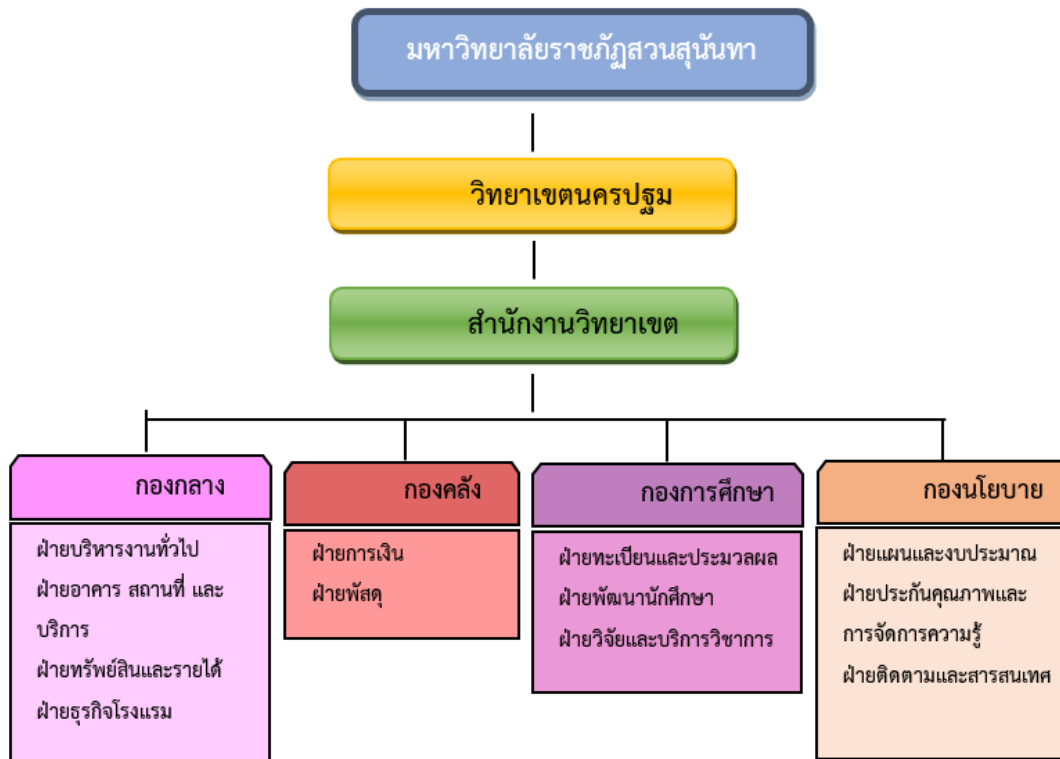 มหาวิทยาลัยราชภัฏสวนสุนันทา
วิทยาเขตนครปฐม
สำนักงานวิทยาเขต
กองกลาง
ฝ่ายบริหารงานทั่วไป
ฝ่ายอาคาร สถานที่ และ
บริการ
ฝ่ายทรัพย์สินและรายได้
ฝ่ายธุรกิจโรงแรม
กองคลัง
ฝ่ายการเงิน
ฝ่ายพัสดุ
กองการศึกษา
ฝ่ายทะเบียนและประมวลผล
ฝ่ายพัฒนานักศึกษา
ฝ่ายวิจัยและบริการวิชาการ
กองนโยบาย
ฝ่ายแผนและงบประมาณ
ฝ่ายประกันคุณภาพและ
การจัดการความรู้
ฝ่ายติดตามและสารสนเทศ